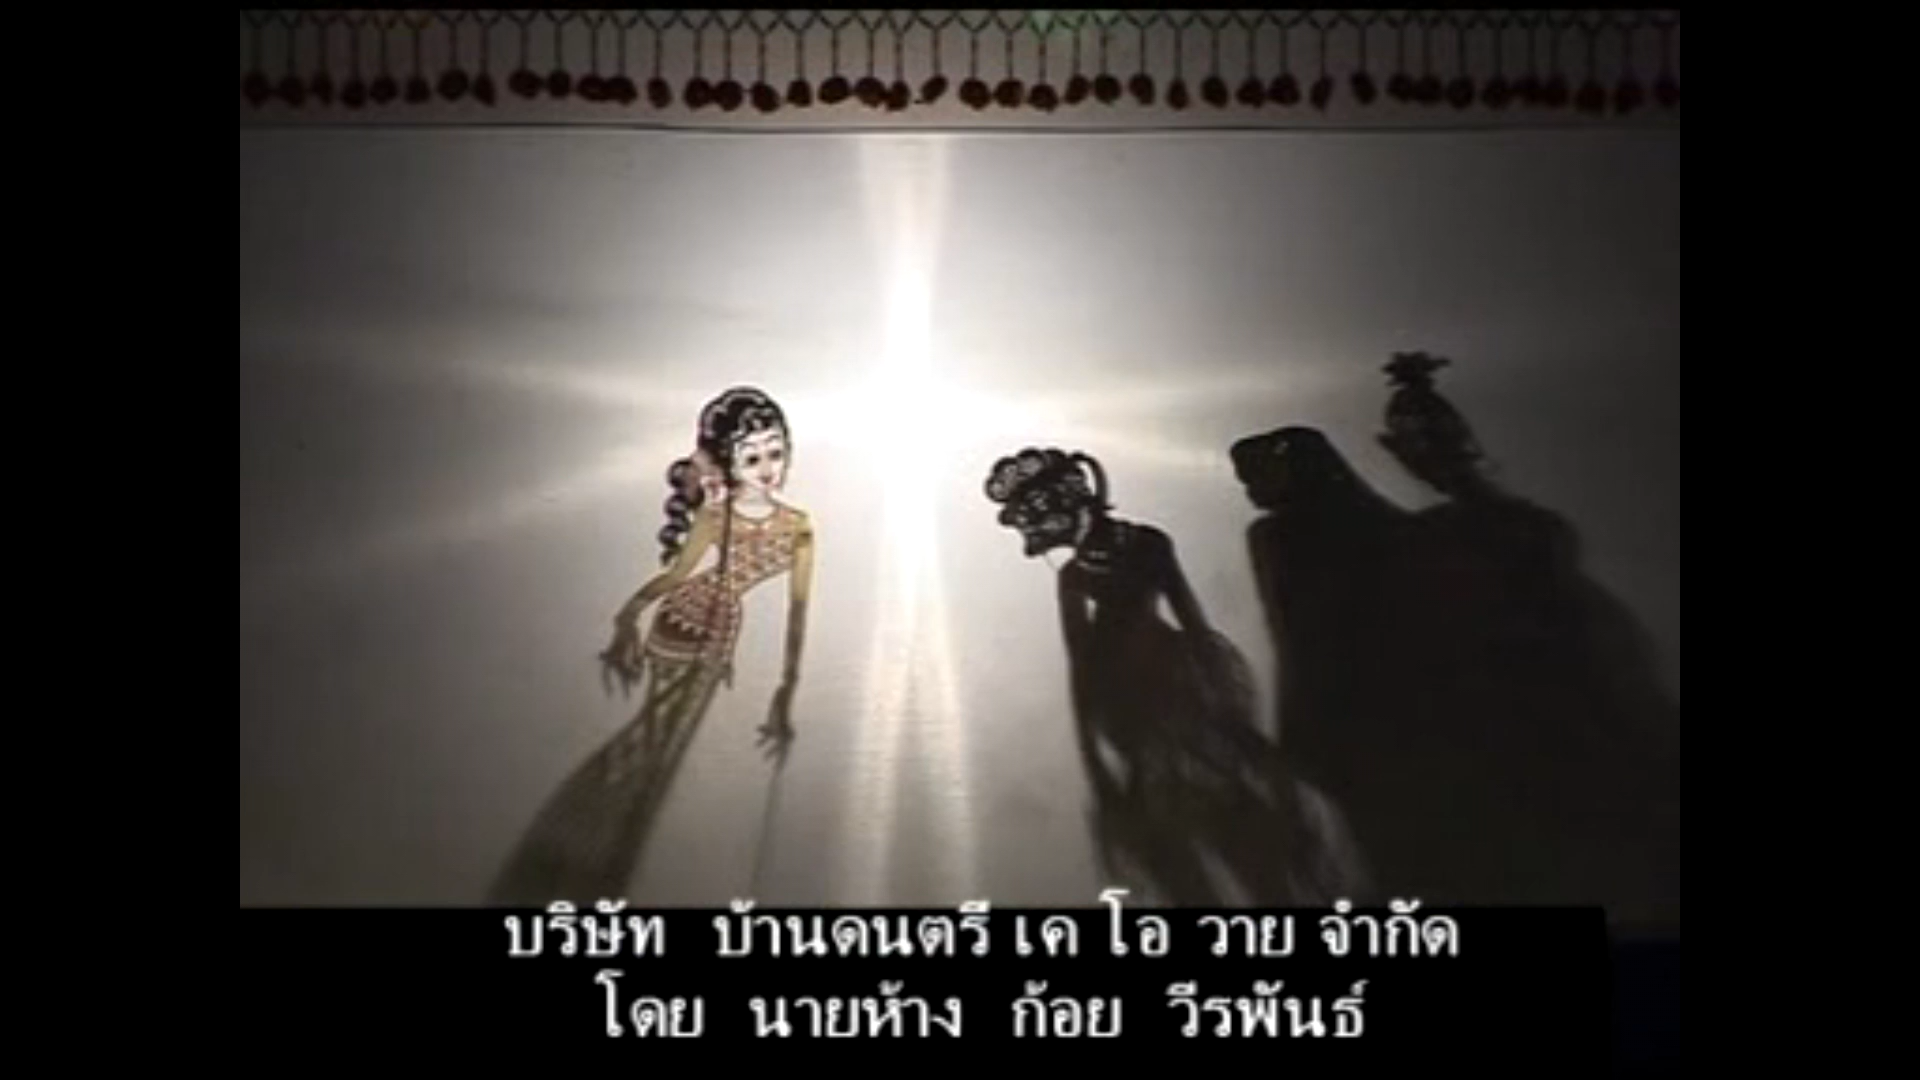 บริษัท บ้านดนตรี เค โอ วาย จำกัด
โดย นายห้าง ก้อย วีรพันธ์